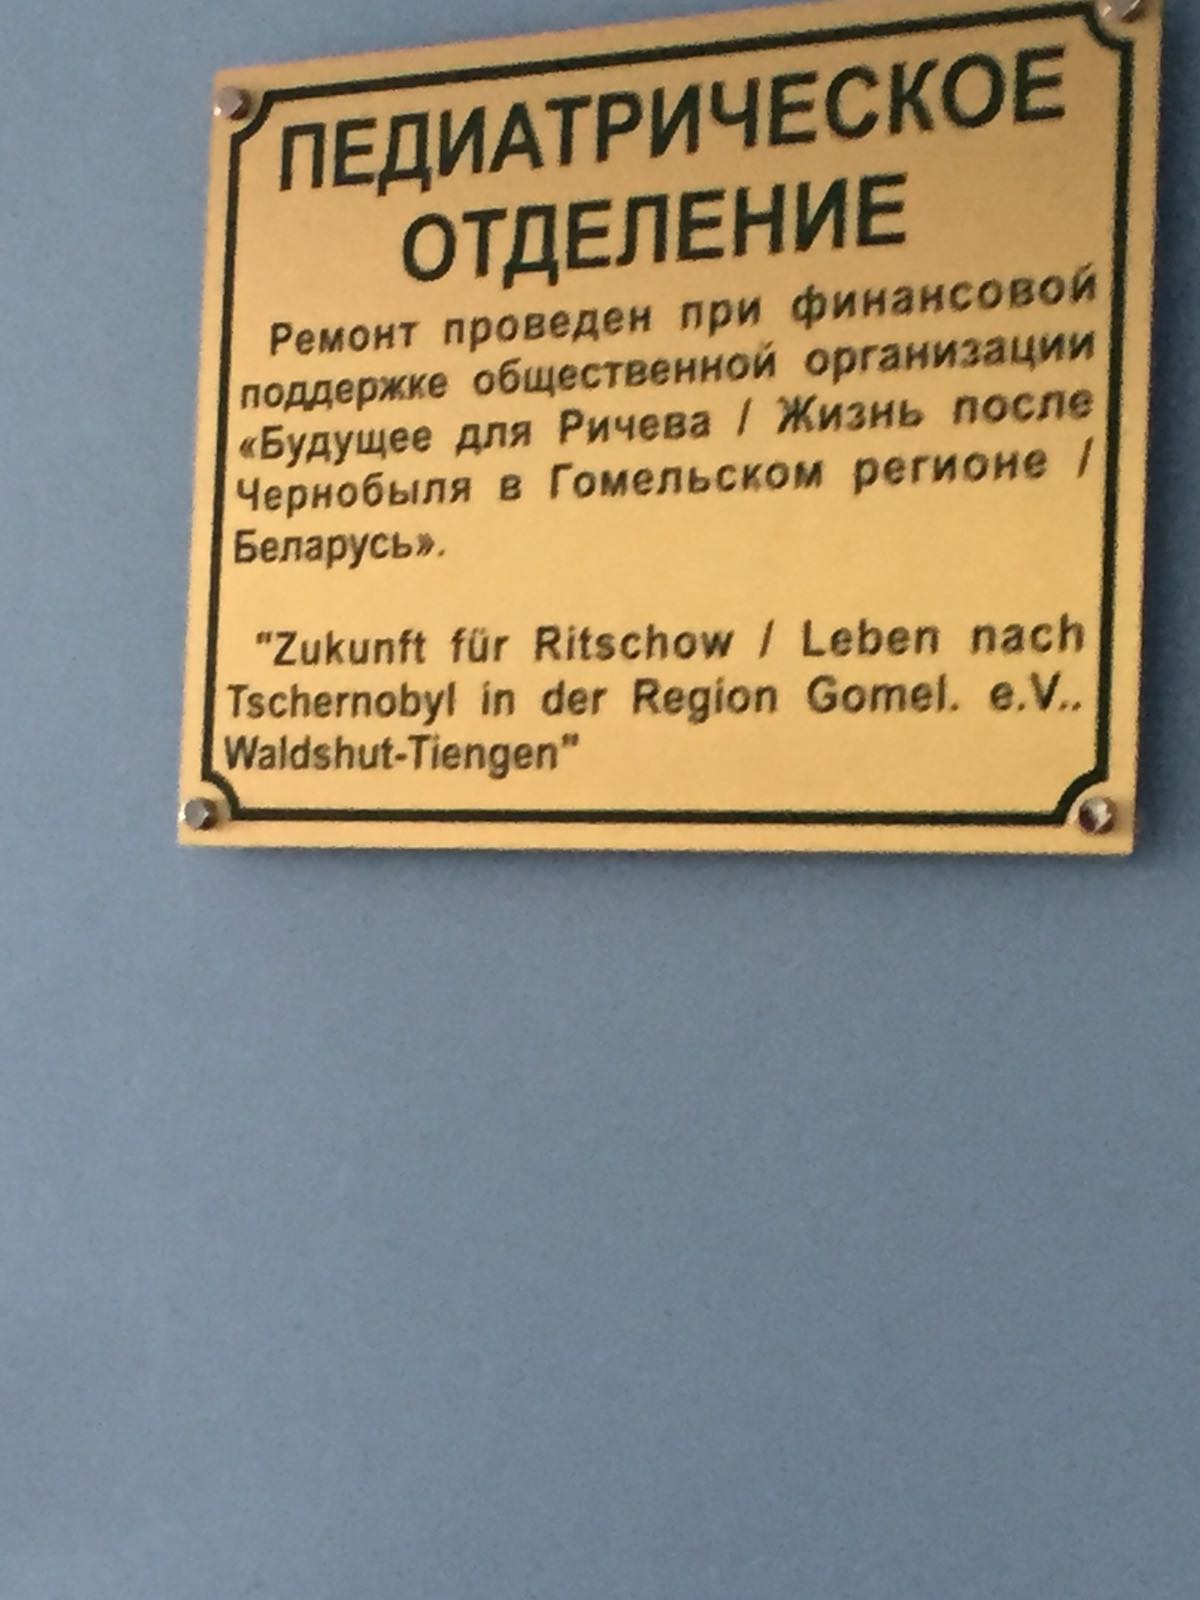 ПЕДИАТРИЧЕСКОЕ
ОТДЕЛЕНИЕ
Ремонт проведен при финансовой
поддержке общественной организации
«Будущее для Ричева / Жизнь после
Чернобыля в Гомельском регионе /
Беларусь».
"Zukunft für Ritschow / Leben nach
Tschernobyl in der Region Gomel. e.V..
Waldshut-Tiengen"